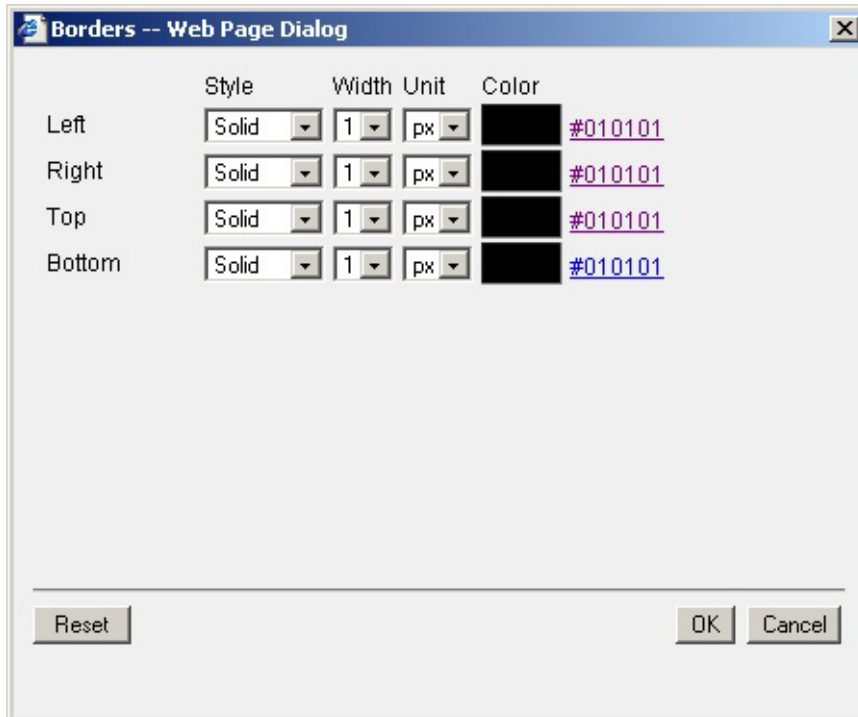 Borders -- Web Page Dialog
Style Width Unit Color
Left Solid 1 px #010101
Right Solid 1 px #010101
Top Solid 1 px #010101
Bottom Solid 1 px #010101
Reset OK Cancel